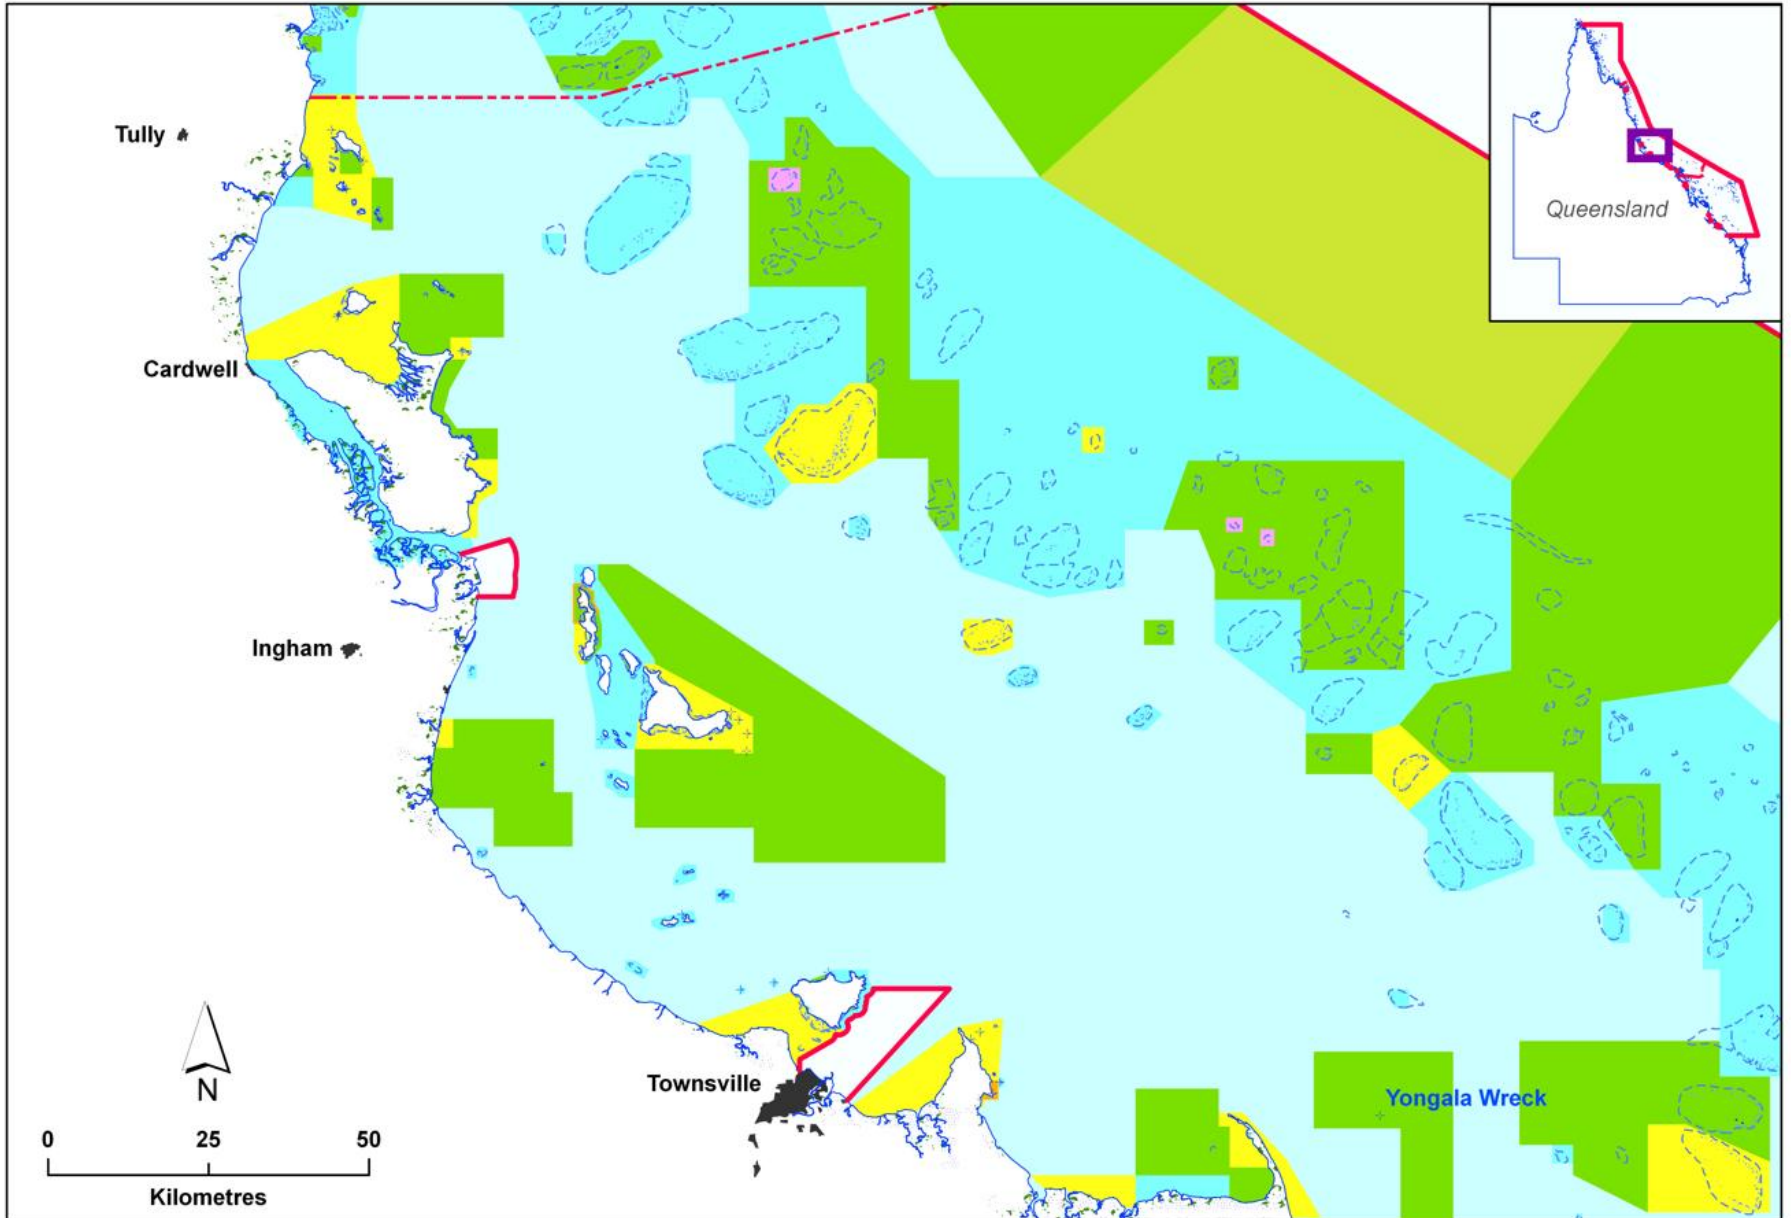 Queensland
Tully
Cardwell
Ingham
Townsville
Yongala Wreck
N
0 25 50
Kilometres